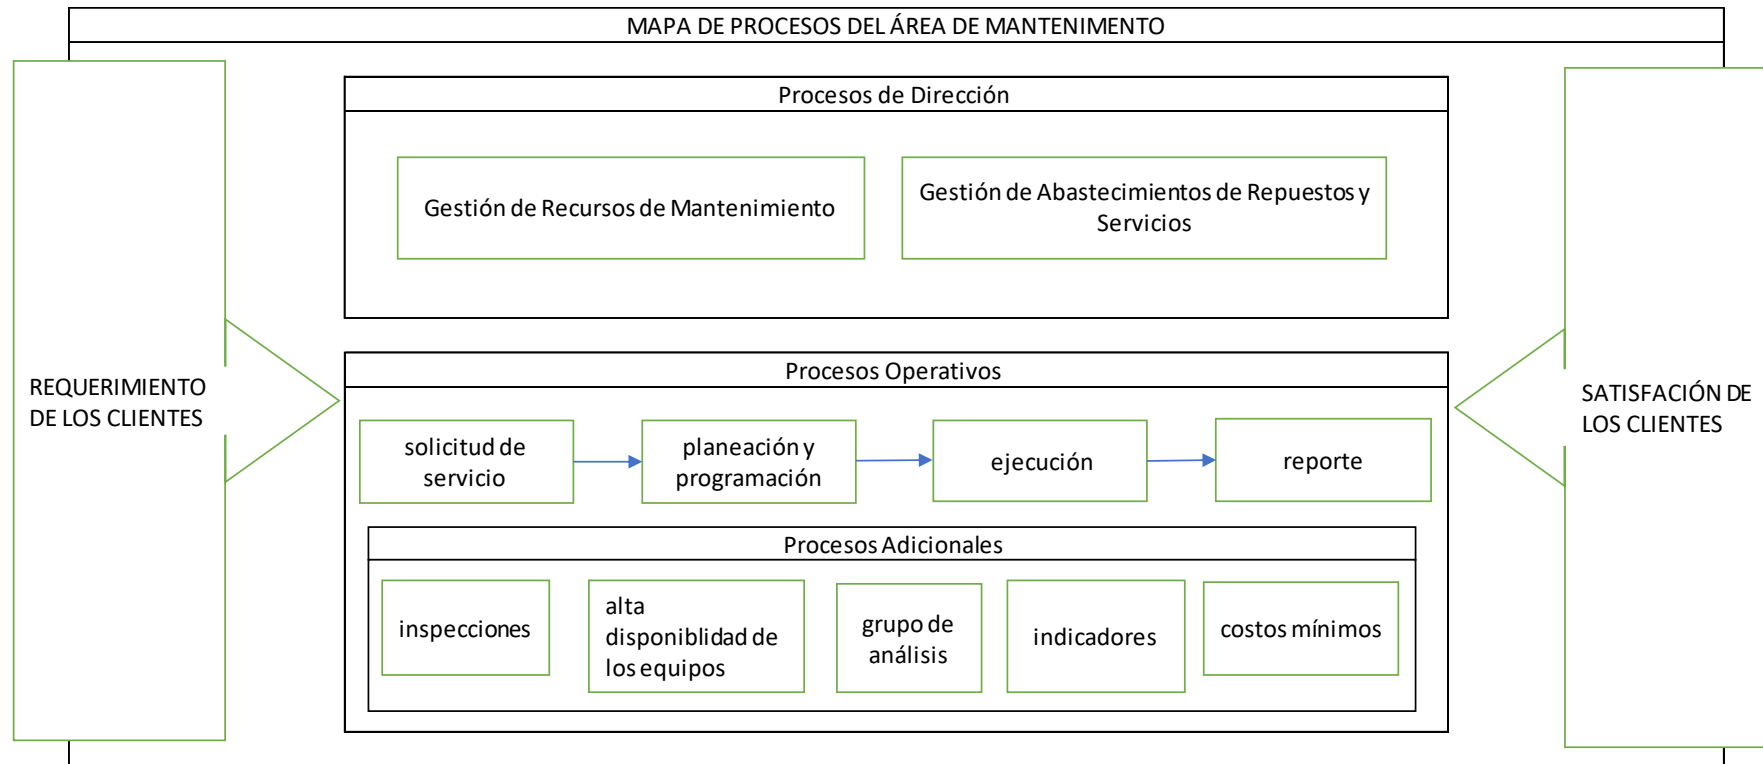 MAPA DE PROCESOS DEL ÁREA DE MANTENIMENTO
Procesos de Dirección
Gestión de Recursos de Mantenimiento
Gestión de Abastecimientos de Repuestos y
Servicios
REQUERIMIENTO
DE LOS CLIENTES
Procesos Operativos
solicitud de
servicio
planeación y
programación
ejecución
reporte
Procesos Adicionales
inspecciones
alta
disponiblidad de
los equipos
grupo de
análisis
indicadores
costos mínimos
SATISFACIÓN DE
LOS CLIENTES